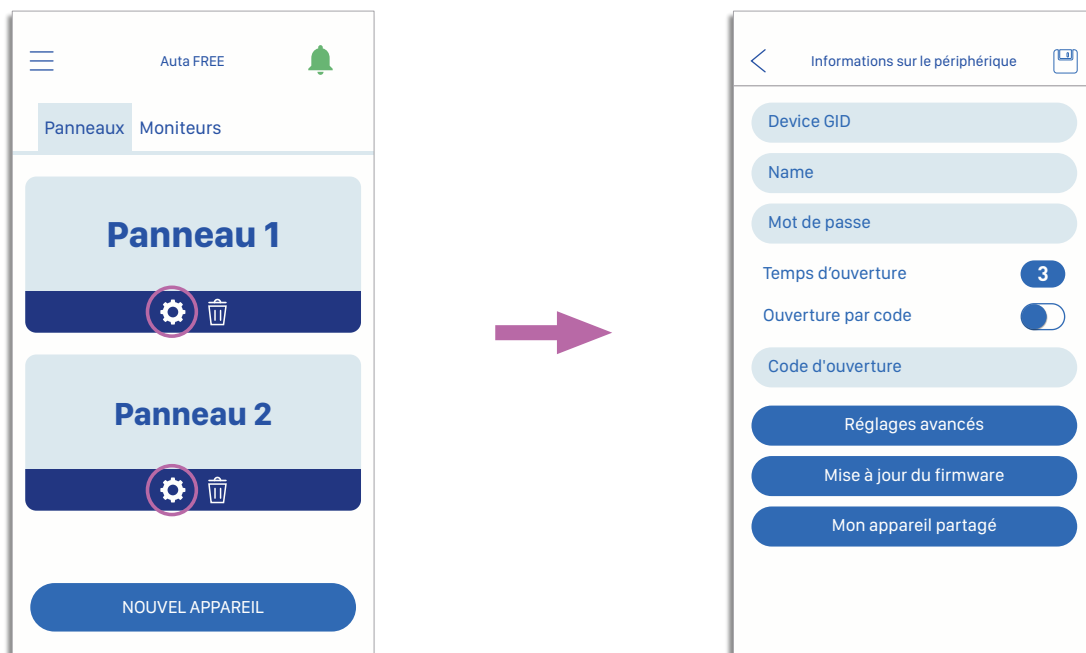 Auta FREE
Panneaux Moniteurs
Panneau 1
Panneau 2
NOUVEL APPAREIL
Informations sur le périphérique
Device GID
Name
Mot de passe
Temps d’ouverture 3
Ouverture par code
Code d'ouverture
Réglages avancés
Mise à jour du firmware
Mon appareil partagé